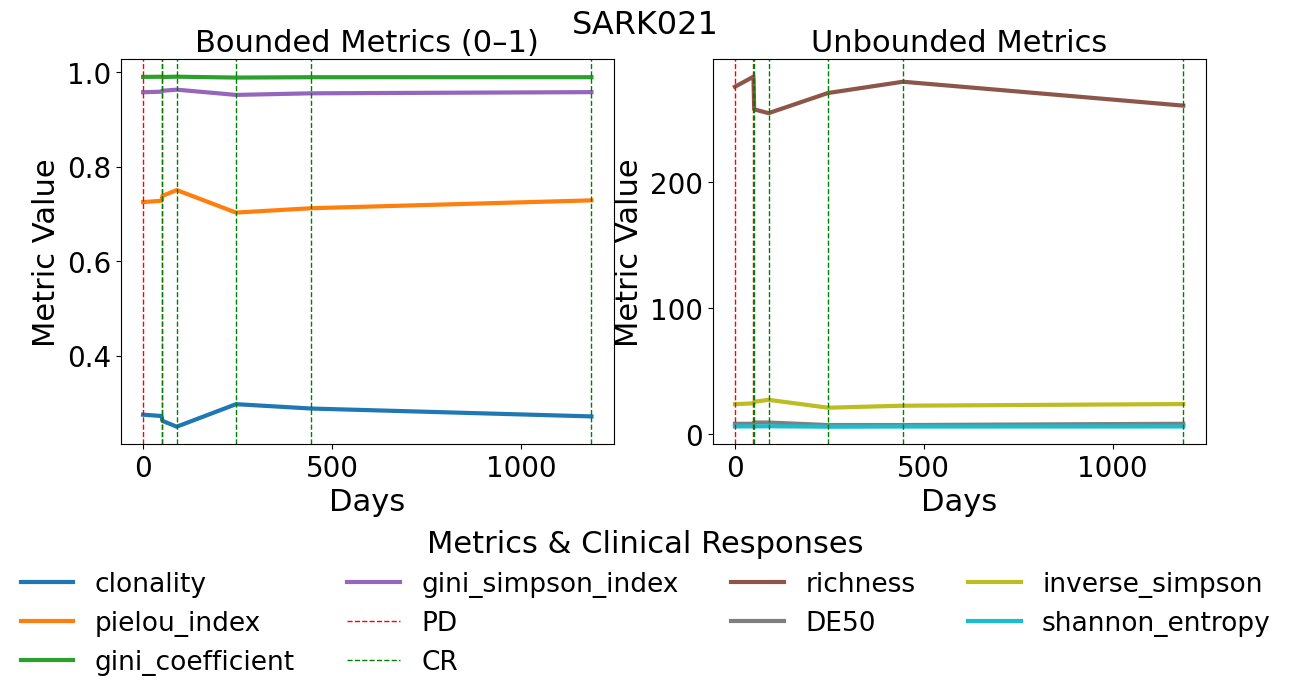 SARK021
Bounded Metrics (0–1)
Metric Value
1.0
0.8
0.6
0.4
0
500
1000
Days
Unbounded Metrics
Metric Value
200
100
0
0
500
1000
Days
Metrics & Clinical Responses
clonality
pielou_index
gini_coefficient
gini_simpson_index
PD
CR
richness
DE50
inverse_simpson
shannon_entropy